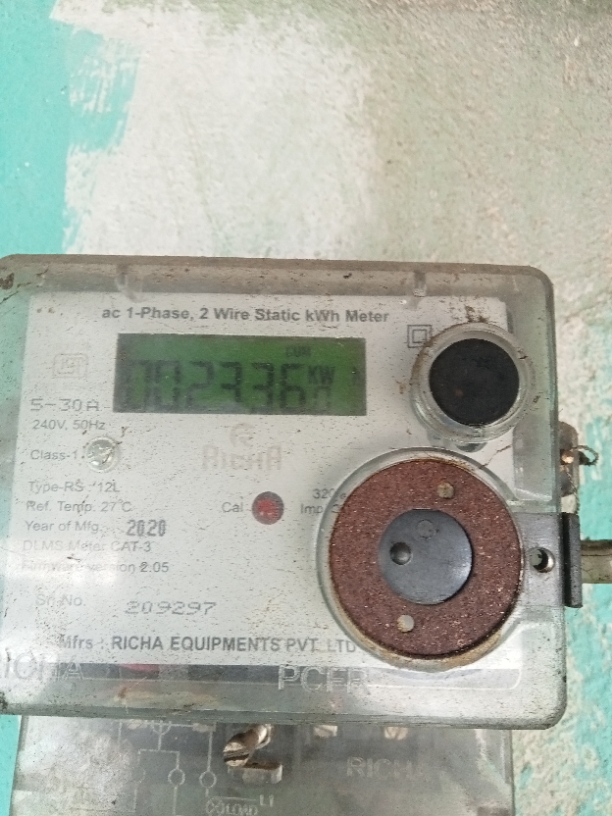 ac 1-Phase, 2 Wire Static kWh Meter
CUM
KW
5-30A
240V, 50Hz
Class-1
RICHA
Type-RS 12L
Ref. Temp. 27°C
Cal
Year of Mfg. 2020
DLMS Meter CAT-3
Firmware version 2.05
Sr. No. 209297
Mfrs : RICHA EQUIPMENTS PVT. LTD
RICHA